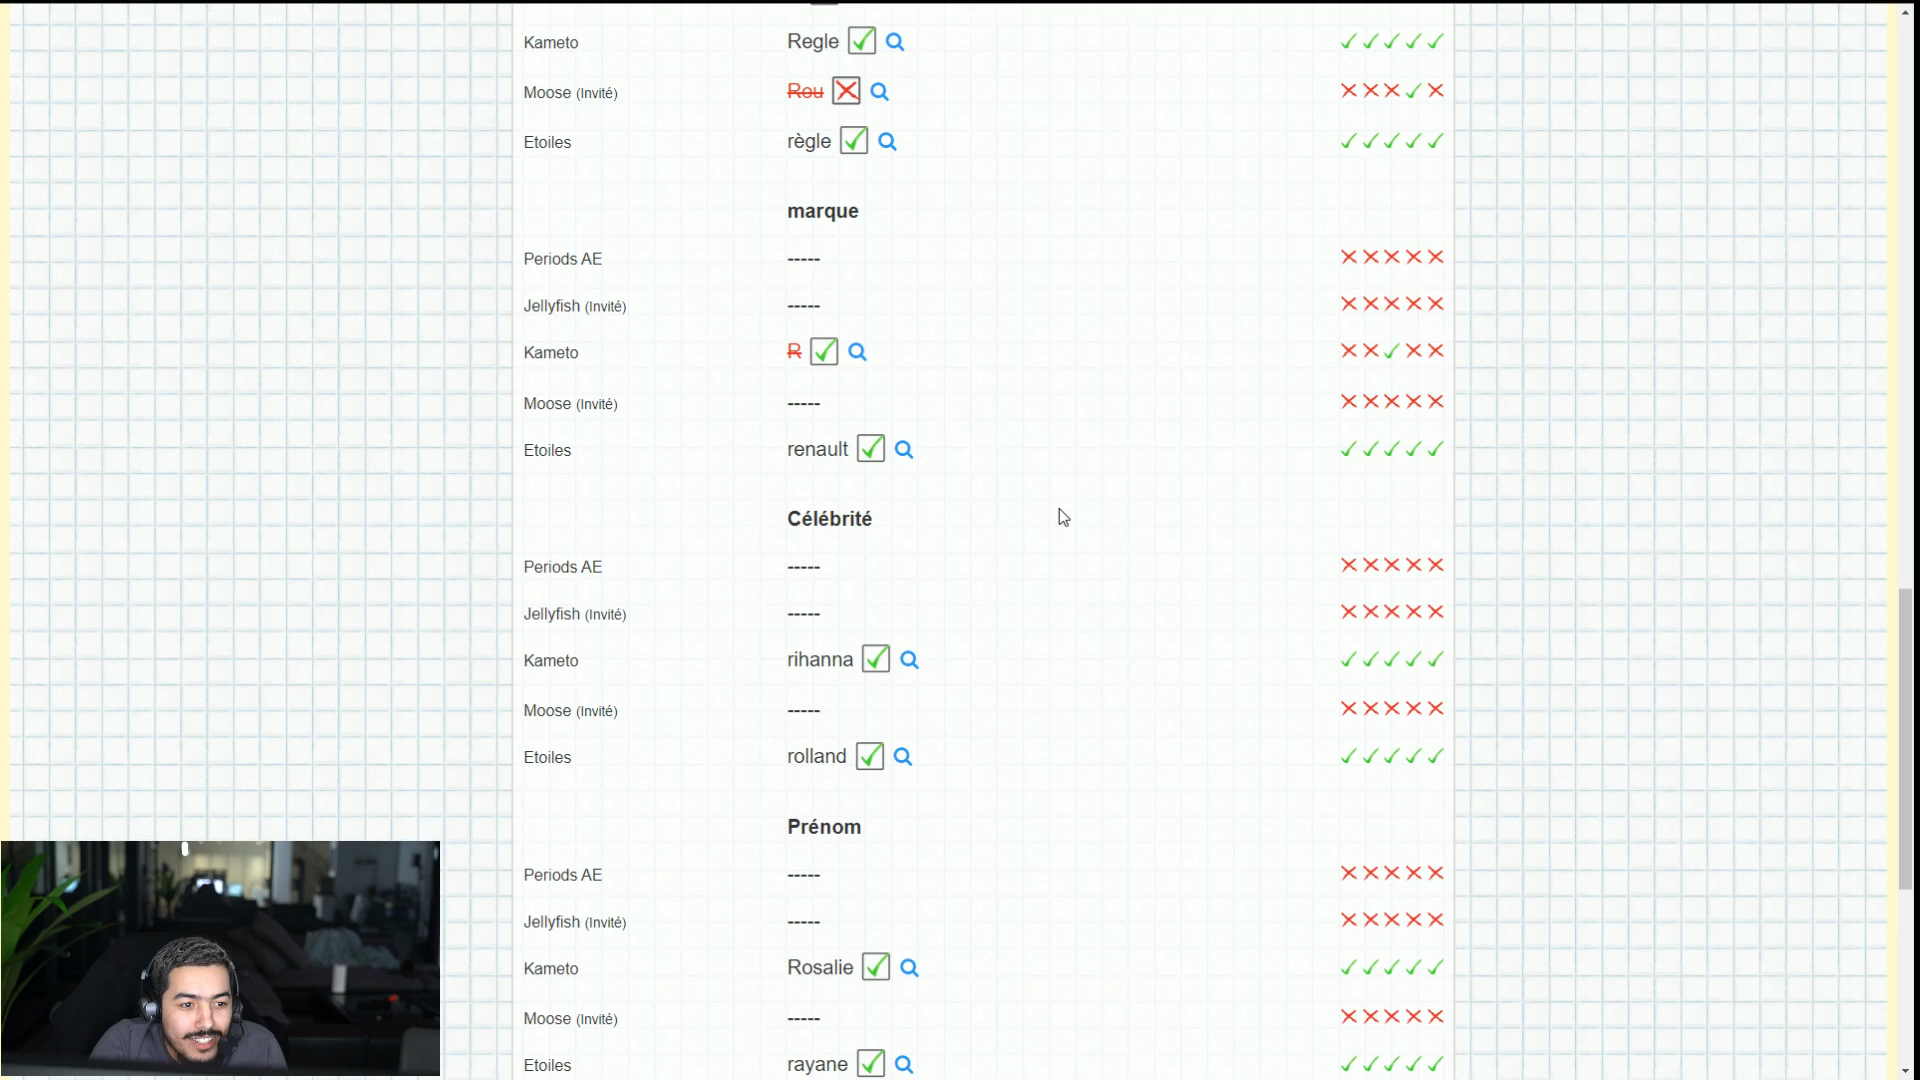 Kameto Regle
Moose (Invité) Rou
Etoiles règle
marque
Periods AE -----
Jellyfish (Invité) -----
Kameto R
Moose (Invité) -----
Etoiles renault
Célébrité
Periods AE -----
Jellyfish (Invité) -----
Kameto rihanna
Moose (Invité) -----
Etoiles rolland
Prénom
Periods AE -----
Jellyfish (Invité) -----
Kameto Rosalie
Moose (Invité) -----
Etoiles rayane